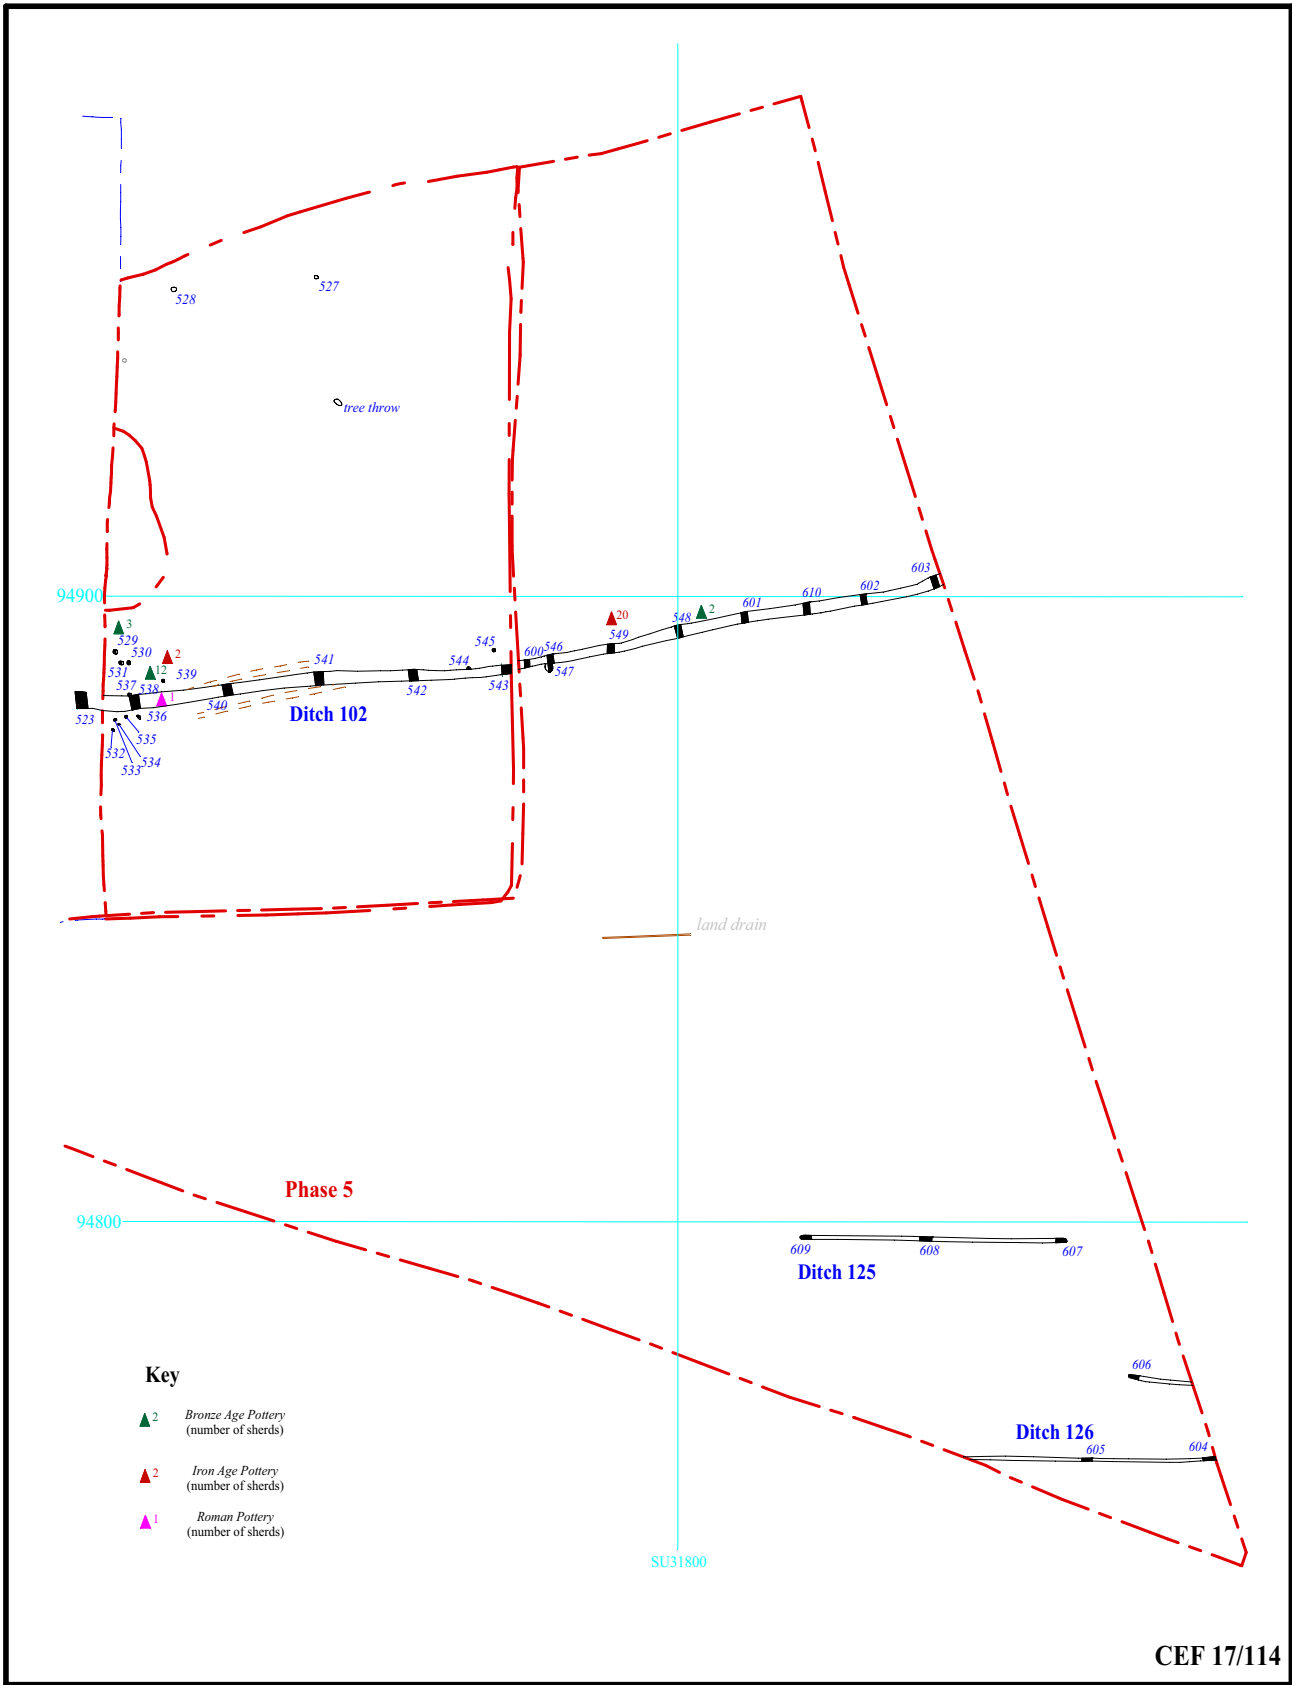 528
527
tree throw
94900
603
602
610
601
2
548
20
549
546
600
547
545
544
543
3
529
530
531
2
12
539
537
538
1
541
542
540
536
523
Ditch 102
535
534
532
533
land drain
Phase 5
94800
609
608
607
Ditch 125
606
Ditch 126
605
604
Key
2 Bronze Age Pottery
(number of sherds)
2 Iron Age Pottery
(number of sherds)
1 Roman Pottery
(number of sherds)
SU31800
CEF 17/114